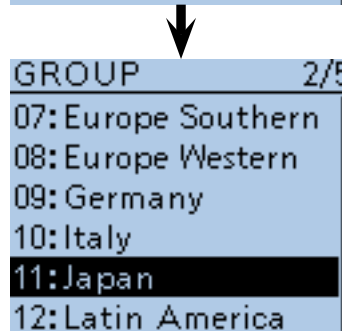 GROUP 2/5
07:Europe Southern
08:Europe Western
09:Germany
10:Italy
11:Japan
12:Latin America